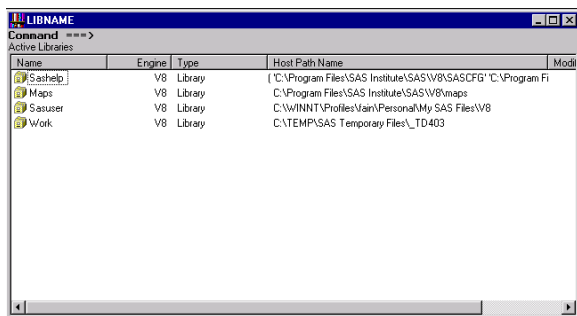 LIBNAME
Command ===>
Active Libraries
Name Engine Type Host Path Name Modif
Sashelp V8 Library ( 'C:\Program Files\SAS Institute\SAS\V8\SASCFG' 'C:\Program Fi
Maps V8 Library C:\Program Files\SAS Institute\SAS\V8\maps
Sasuser V8 Library C:\WINNT\Profiles\fain\Personal\My SAS Files\V8
Work V8 Library C:\TEMP\SAS Temporary Files\_TD403